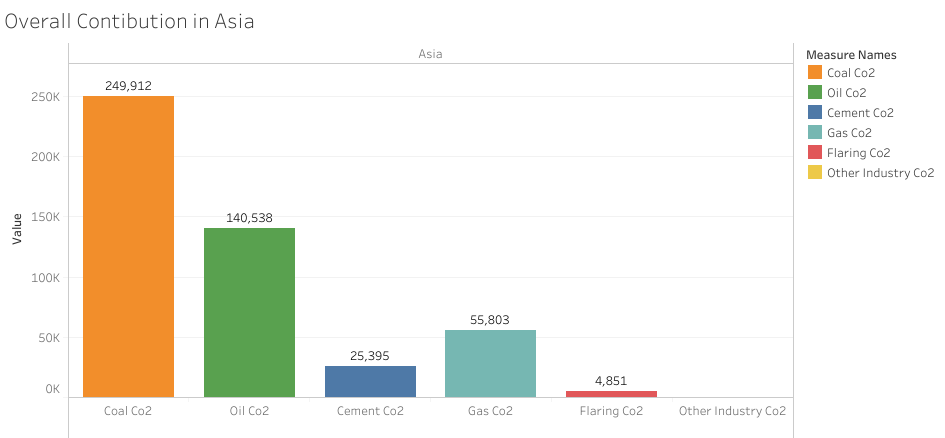 Overall Contibution in Asia
Asia
Measure Names
Coal Co2
Oil Co2
Cement Co2
Gas Co2
Flaring Co2
Other Industry Co2
Value
250K
200K
150K
100K
50K
0K
249,912
140,538
25,395
55,803
4,851
Coal Co2
Oil Co2
Cement Co2
Gas Co2
Flaring Co2
Other Industry Co2